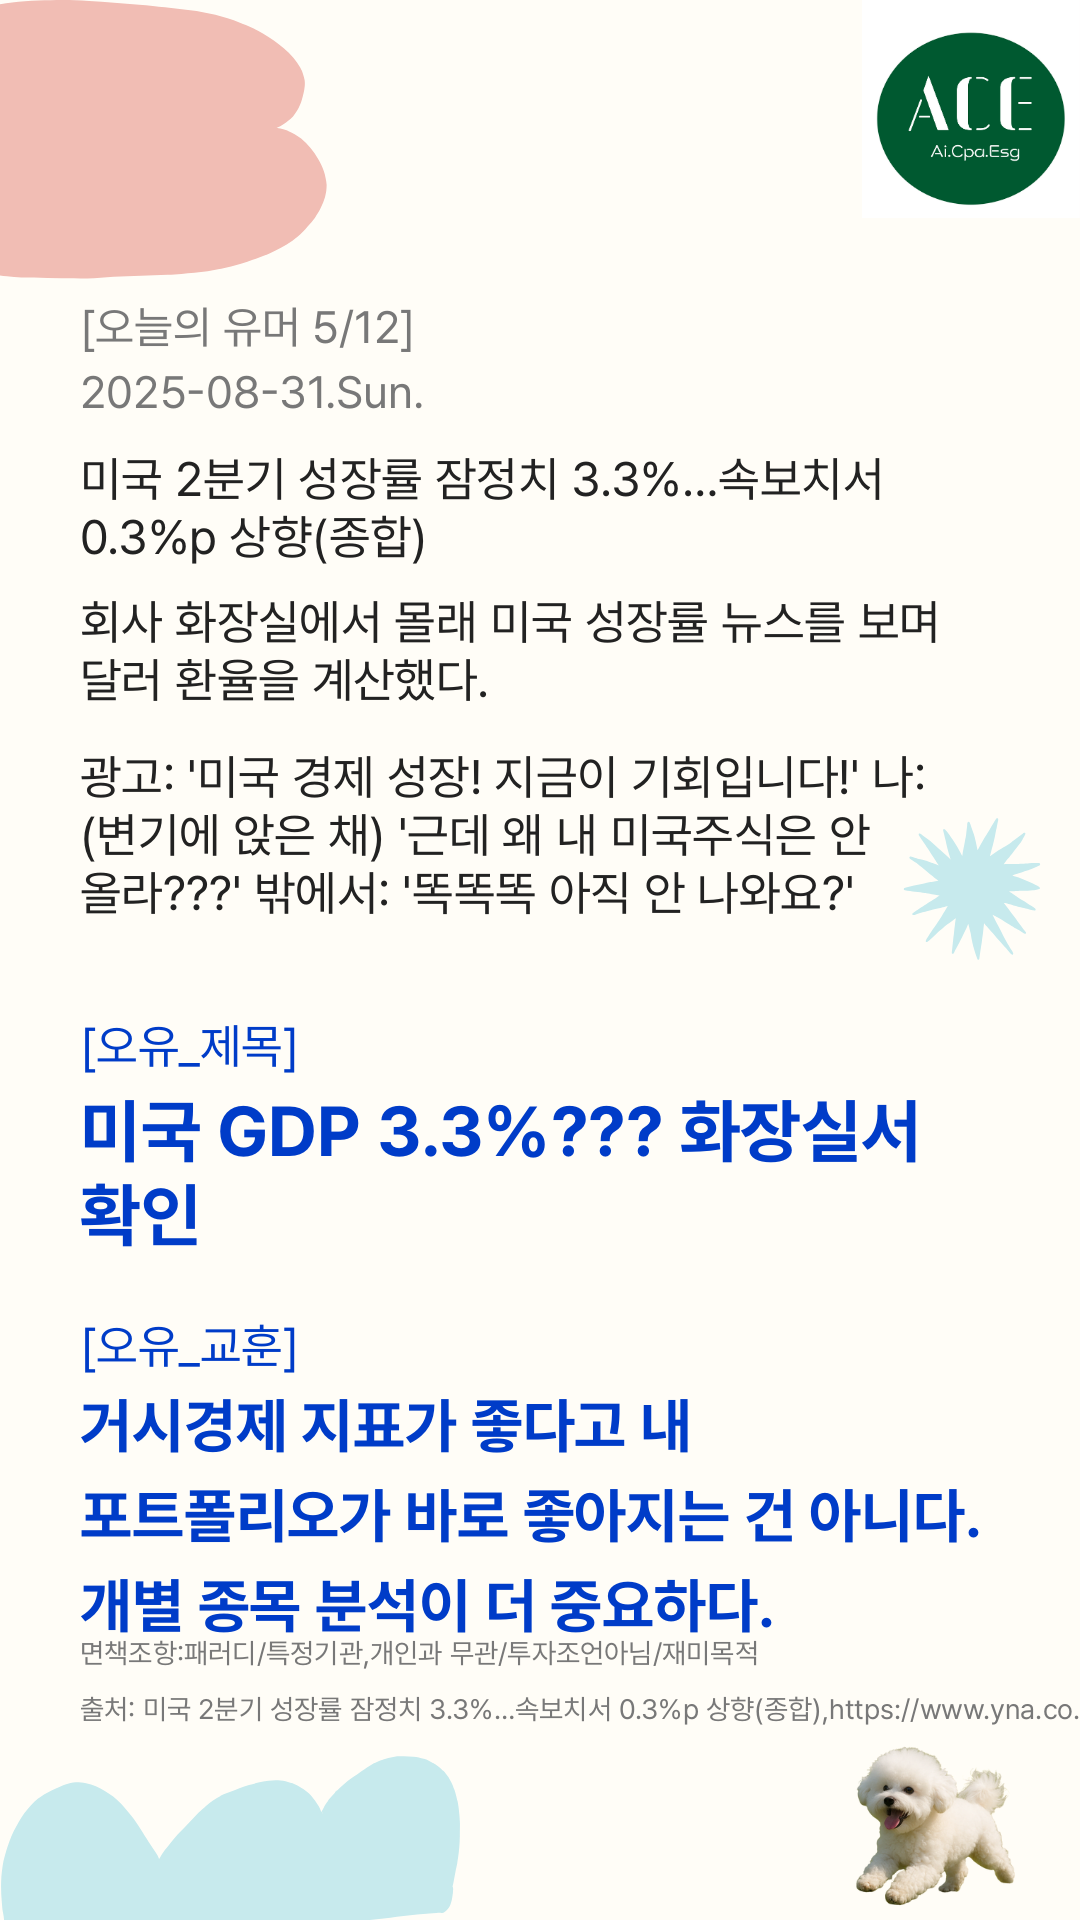 ACE
Ai.Cpa.Esg
[오늘의 유머 5/12]
2025-08-31.Sun.
미국 2분기 성장률 잠정치 3.3%...속보치서
0.3%p 상향(종합)
회사 화장실에서 몰래 미국 성장률 뉴스를 보며
달러 환율을 계산했다.
광고: '미국 경제 성장! 지금이 기회입니다!' 나:
(변기에 앉은 채) '근데 왜 내 미국주식은 안
올라???' 밖에서: '똑똑똑 아직 안 나와요?'
[오유_제목]
미국 GDP 3.3%??? 화장실서
확인
[오유_교훈]
거시경제 지표가 좋다고 내
포트폴리오가 바로 좋아지는 건 아니다.
개별 종목 분석이 더 중요하다.
면책조항:패러디/특정기관,개인과 무관/투자조언아님/재미목적
출처: 미국 2분기 성장률 잠정치 3.3%...속보치서 0.3%p 상향(종합),https://www.yna.co.